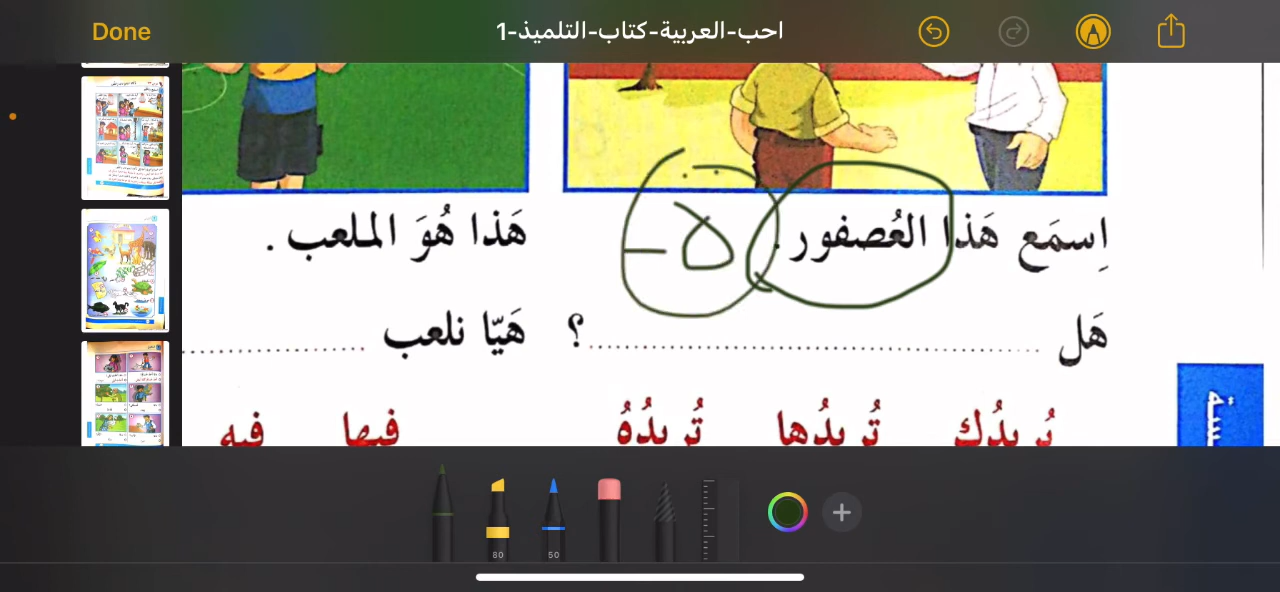 Done
احب-العربية-كتاب-التلميذ-1
اِسمَع هَذا العُصفور .
هَذا هُوَ الملعب .
هَل ......................................................؟
هَيّا نلعب ......................
يُريدُك تُريدُها تُريدُهُ
فيها فيه
80
50